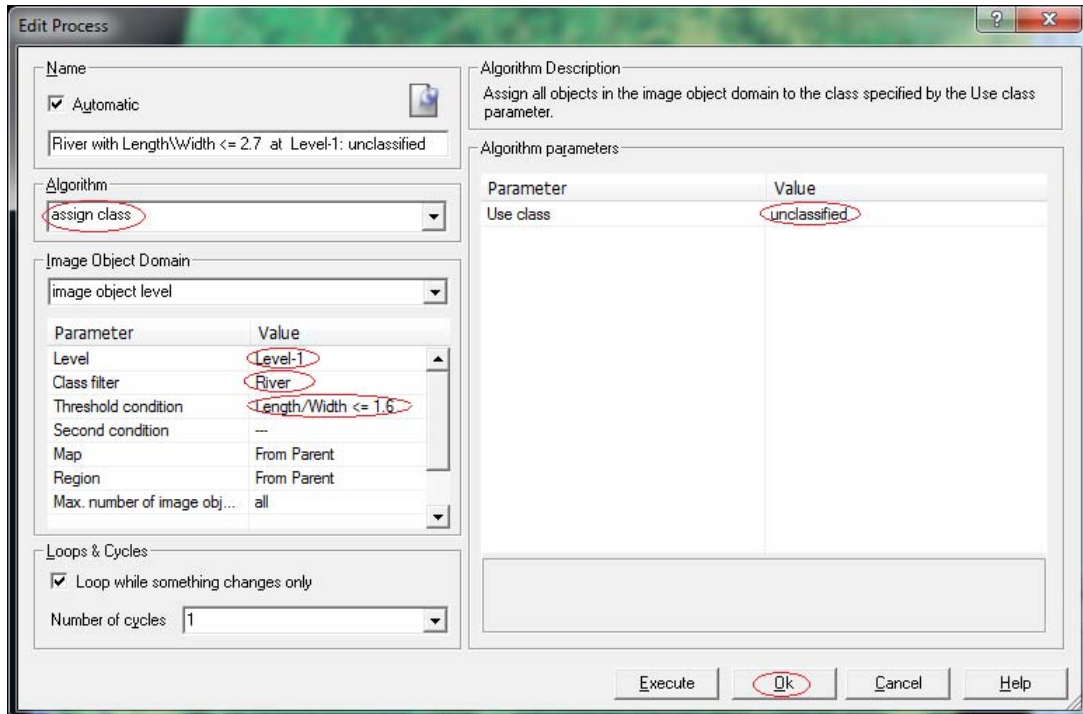 Edit Process
Name
Automatic
River with Length\Width <= 2.7 at Level-1: unclassified
Algorithm
assign class
Image Object Domain
image object level
Parameter Value
Level Level-1
Class filter River
Threshold condition Length/Width <= 1.6
Second condition ---
Map From Parent
Region From Parent
Max. number of image obj... all
Loops & Cycles
Loop while something changes only
Number of cycles 1
Algorithm Description
Assign all objects in the image object domain to the class specified by the Use class
parameter.
Algorithm parameters
Parameter Value
Use class unclassified
Execute Ok Cancel Help